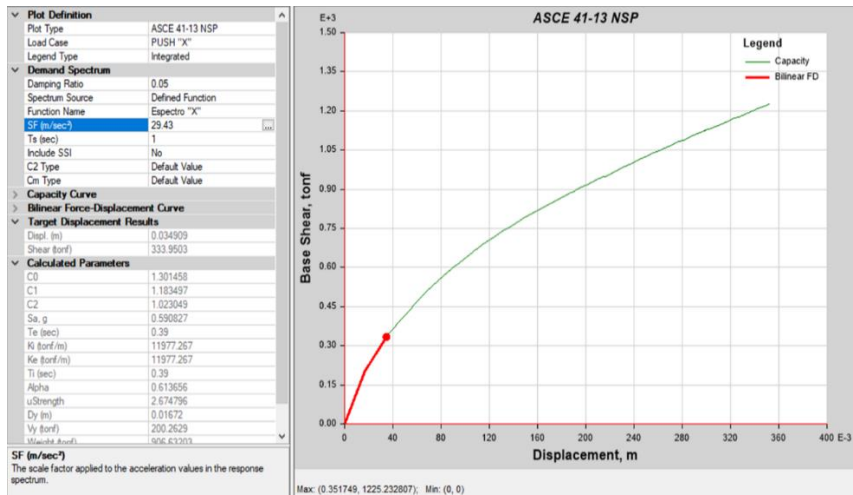 Plot Definition
Plot Type ASCE 41-13 NSP
Load Case PUSH "X"
Legend Type Integrated
Demand Spectrum
Damping Ratio 0.05
Spectrum Source Defined Function
Function Name Espectro "X"
SF (m/sec²) 29.43 ...
Ts (sec) 1
Include SSI No
C2 Type Default Value
Cm Type Default Value
Capacity Curve
Bilinear Force-Displacement Curve
Target Displacement Results
Displ. (m) 0.034909
Shear (tonf) 333.9503
Calculated Parameters
C0 1.301458
C1 1.183497
C2 1.023049
Sa, g 0.590827
Te (sec) 0.39
Ki (tonf/m) 11977.267
Ke (tonf/m) 11977.267
Ti (sec) 0.39
Alpha 0.613656
uStrength 2.674796
Dy (m) 0.01672
Vy (tonf) 200.2629
Weight (tonf) 906.63203
SF (m/sec²)
The scale factor applied to the acceleration values in the response
spectrum.
ASCE 41-13 NSP
E+3
1.50
1.35
1.20
1.05
0.90
0.75
0.60
0.45
0.30
0.15
0.00
Base Shear, tonf
Legend
Capacity
Bilinear FD
0 40 80 120 160 200 240 280 320 360 400 E-3
Displacement, m
Max: (0.351749, 1225.232807); Min: (0, 0)